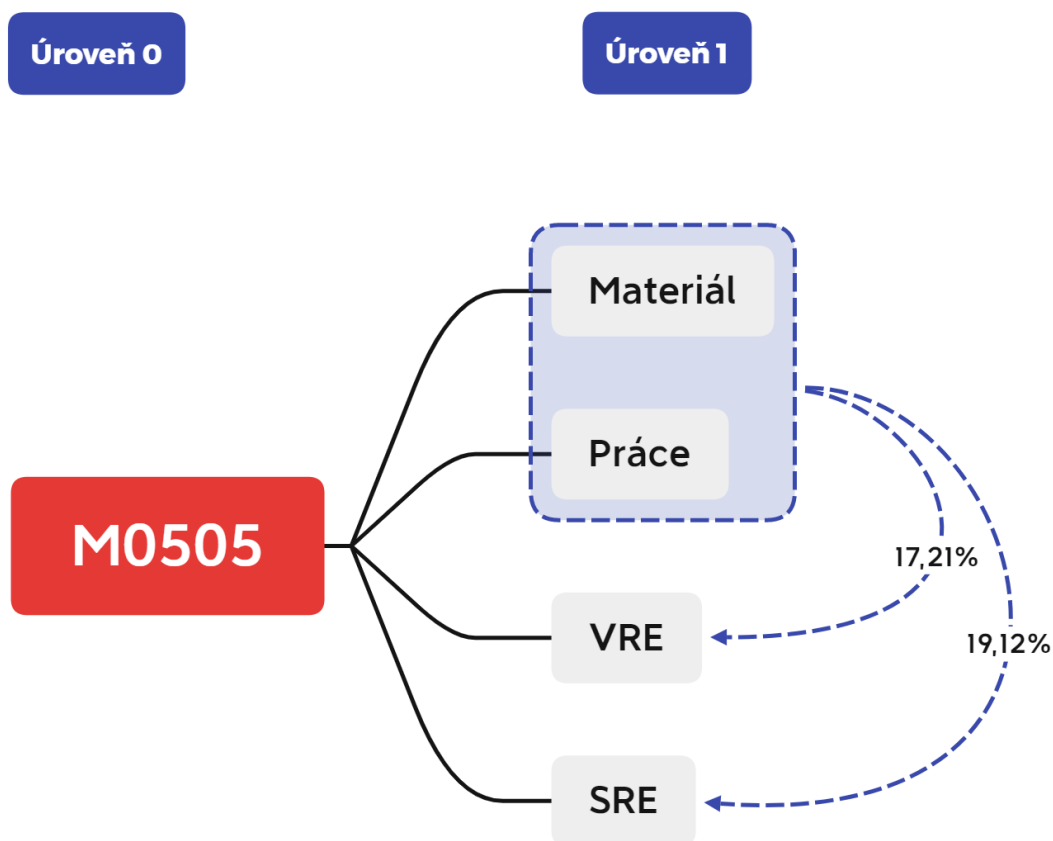 Úroveň 0
Úroveň 1
Materiál
Práce
M0505
17,21%
VRE
19,12%
SRE